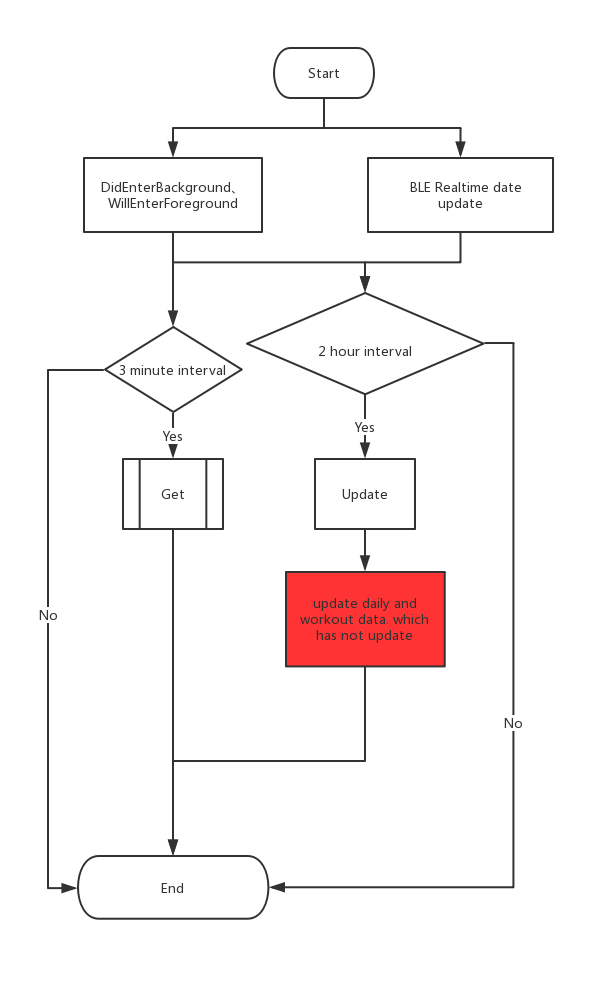 Start
DidEnterBackground、
WillEnterForeground
BLE Realtime date
update
3 minute interval
2 hour interval
Yes
Yes
Get
Update
update daily and
workout data. which
has not update
No
No
End